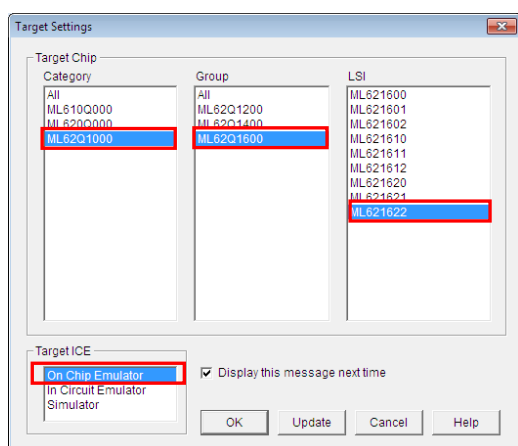 Target Settings
Target Chip
Category
Group
LSI
All
ML610Q000
ML620Q000
ML62Q1000
All
ML62Q1200
ML62Q1400
ML62Q1600
ML621600
ML621601
ML621602
ML621610
ML621611
ML621612
ML621620
ML621621
ML621622
Target ICE
On Chip Emulator
In Circuit Emulator
Simulator
Display this message next time
OK
Update
Cancel
Help